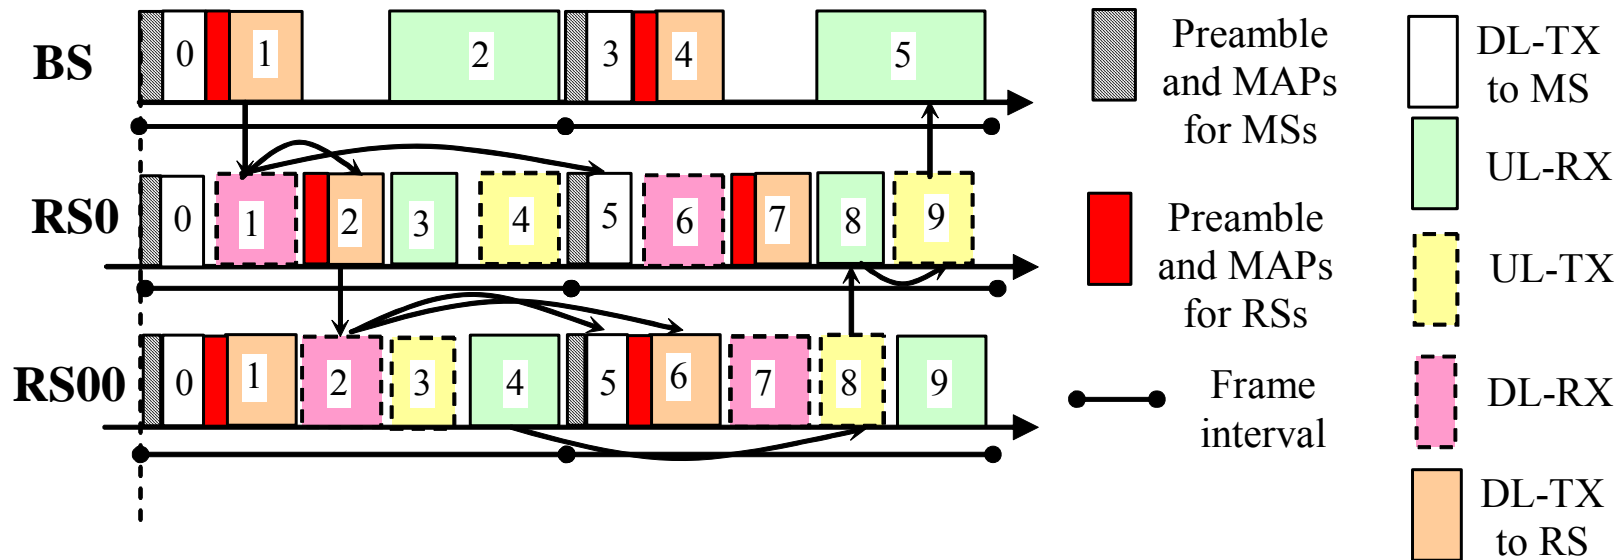 BS 0 1 2 3 4 5
RS0 0 1 2 3 4 5 6 7 8 9
RS00 0 1 2 3 4 5 6 7 8 9
Preamble
and MAPs
for MSs
Preamble
and MAPs
for RSs
Frame
interval
DL-TX
to MS
UL-RX
UL-TX
DL-RX
DL-TX
to RS